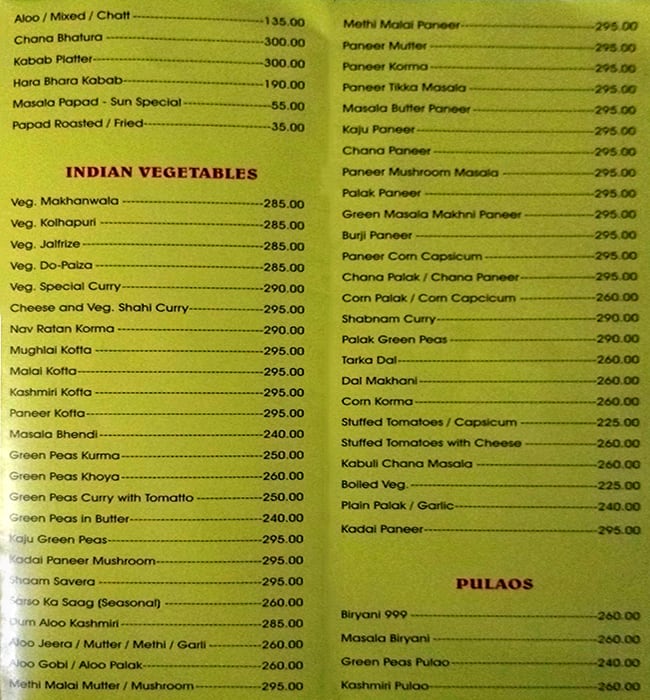 Aloo / Mixed / Chatt 135.00
Chana Bhatura 300.00
Kabab Platter 300.00
Hara Bhara Kabab 190.00
Masala Papad - Sun Special 55.00
Papad Roasted / Fried 35.00
INDIAN VEGETABLES
Veg. Makhanwala 285.00
Veg. Kolhapuri 285.00
Veg. Jalfrize 285.00
Veg. Do-Paiza 285.00
Veg. Special Curry 290.00
Cheese and Veg. Shahi Curry 295.00
Nav Ratan Korma 290.00
Mughlai Kofta 295.00
Malai Kofta 295.00
Kashmiri Kofta 295.00
Paneer Kofta 295.00
Masala Bhendi 240.00
Green Peas Kurma 250.00
Green Peas Khoya 260.00
Green Peas Curry with Tomatto 250.00
Green Peas in Butter 240.00
Kaju Green Peas 295.00
Kadai Paneer Mushroom 295.00
Shaam Savera 295.00
Sarso Ka Saag (Seasonal) 260.00
Dum Aloo Kashmiri 285.00
Aloo Jeera / Mutter / Methi / Garli 260.00
Aloo Gobi / Aloo Palak 260.00
Methi Malai Mutter / Mushroom 295.00
Methi Malai Paneer 295.00
Paneer Mutter 295.00
Paneer Korma 295.00
Paneer Tikka Masala 295.00
Masala Butter Paneer 295.00
Kaju Paneer 295.00
Chana Paneer 295.00
Paneer Mushroom Masala 295.00
Palak Paneer 295.00
Green Masala Makhni Paneer 295.00
Burji Paneer 295.00
Paneer Corn Capsicum 295.00
Chana Palak / Chana Paneer 295.00
Corn Palak / Corn Capcicum 260.00
Shabnam Curry 290.00
Palak Green Peas 290.00
Tarka Dal 260.00
Dal Makhani 260.00
Corn Korma 260.00
Stuffed Tomatoes / Capsicum 225.00
Stuffed Tomatoes with Cheese 260.00
Kabuli Chana Masala 260.00
Boiled Veg. 225.00
Plain Palak / Garlic 240.00
Kadai Paneer 295.00
PULAOS
Biryani 999 260.00
Masala Biryani 260.00
Green Peas Pulao 240.00
Kashmiri Pulao 260.00